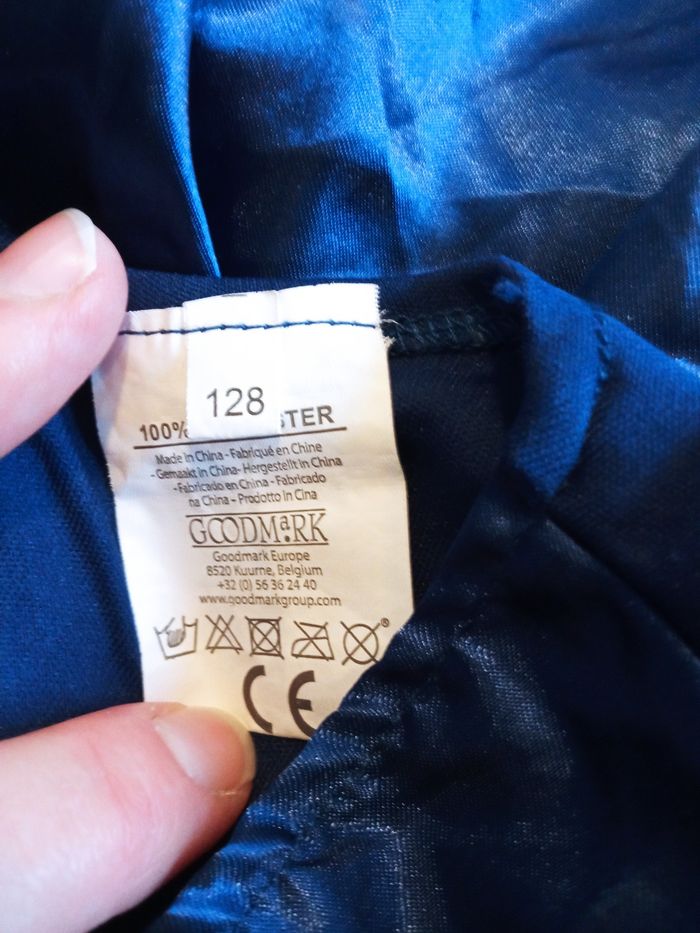 128
100% STER
Made in China - Fabriqué en Chine
- Gemaakt in China- Hergestellt in China
- Fabricado en China - Fabricado
na China - Prodotto in Cina
GOODMaRK
Goodmark Europe
8520 Kuurne, Belgium
+32 (0) 56 36 24 40
www.goodmarkgroup.com
®
CE